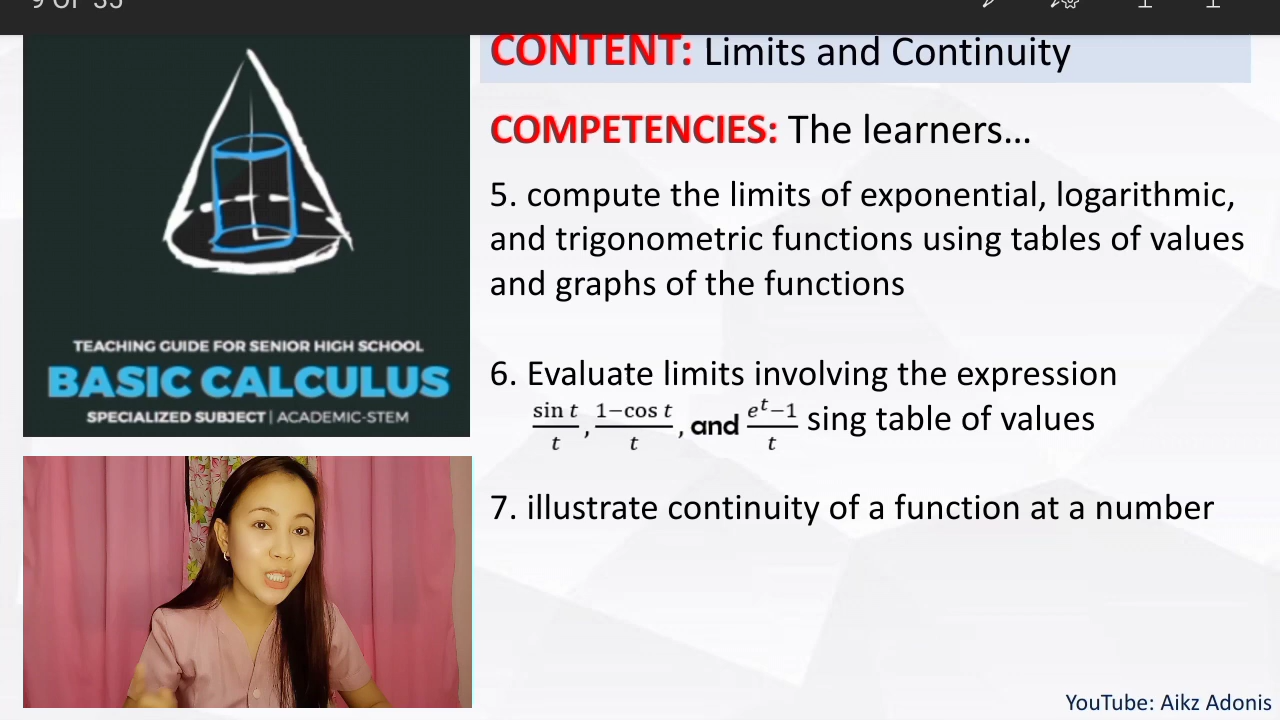 9 OF 35
CONTENT: Limits and Continuity
COMPETENCIES: The learners...
5. compute the limits of exponential, logarithmic,
and trigonometric functions using tables of values
and graphs of the functions
6. Evaluate limits involving the expression
sin t/t, 1−cos t/t, and e^t−1/t sing table of values
7. illustrate continuity of a function at a number
TEACHING GUIDE FOR SENIOR HIGH SCHOOL
BASIC CALCULUS
SPECIALIZED SUBJECT | ACADEMIC-STEM
YouTube: Aikz Adonis